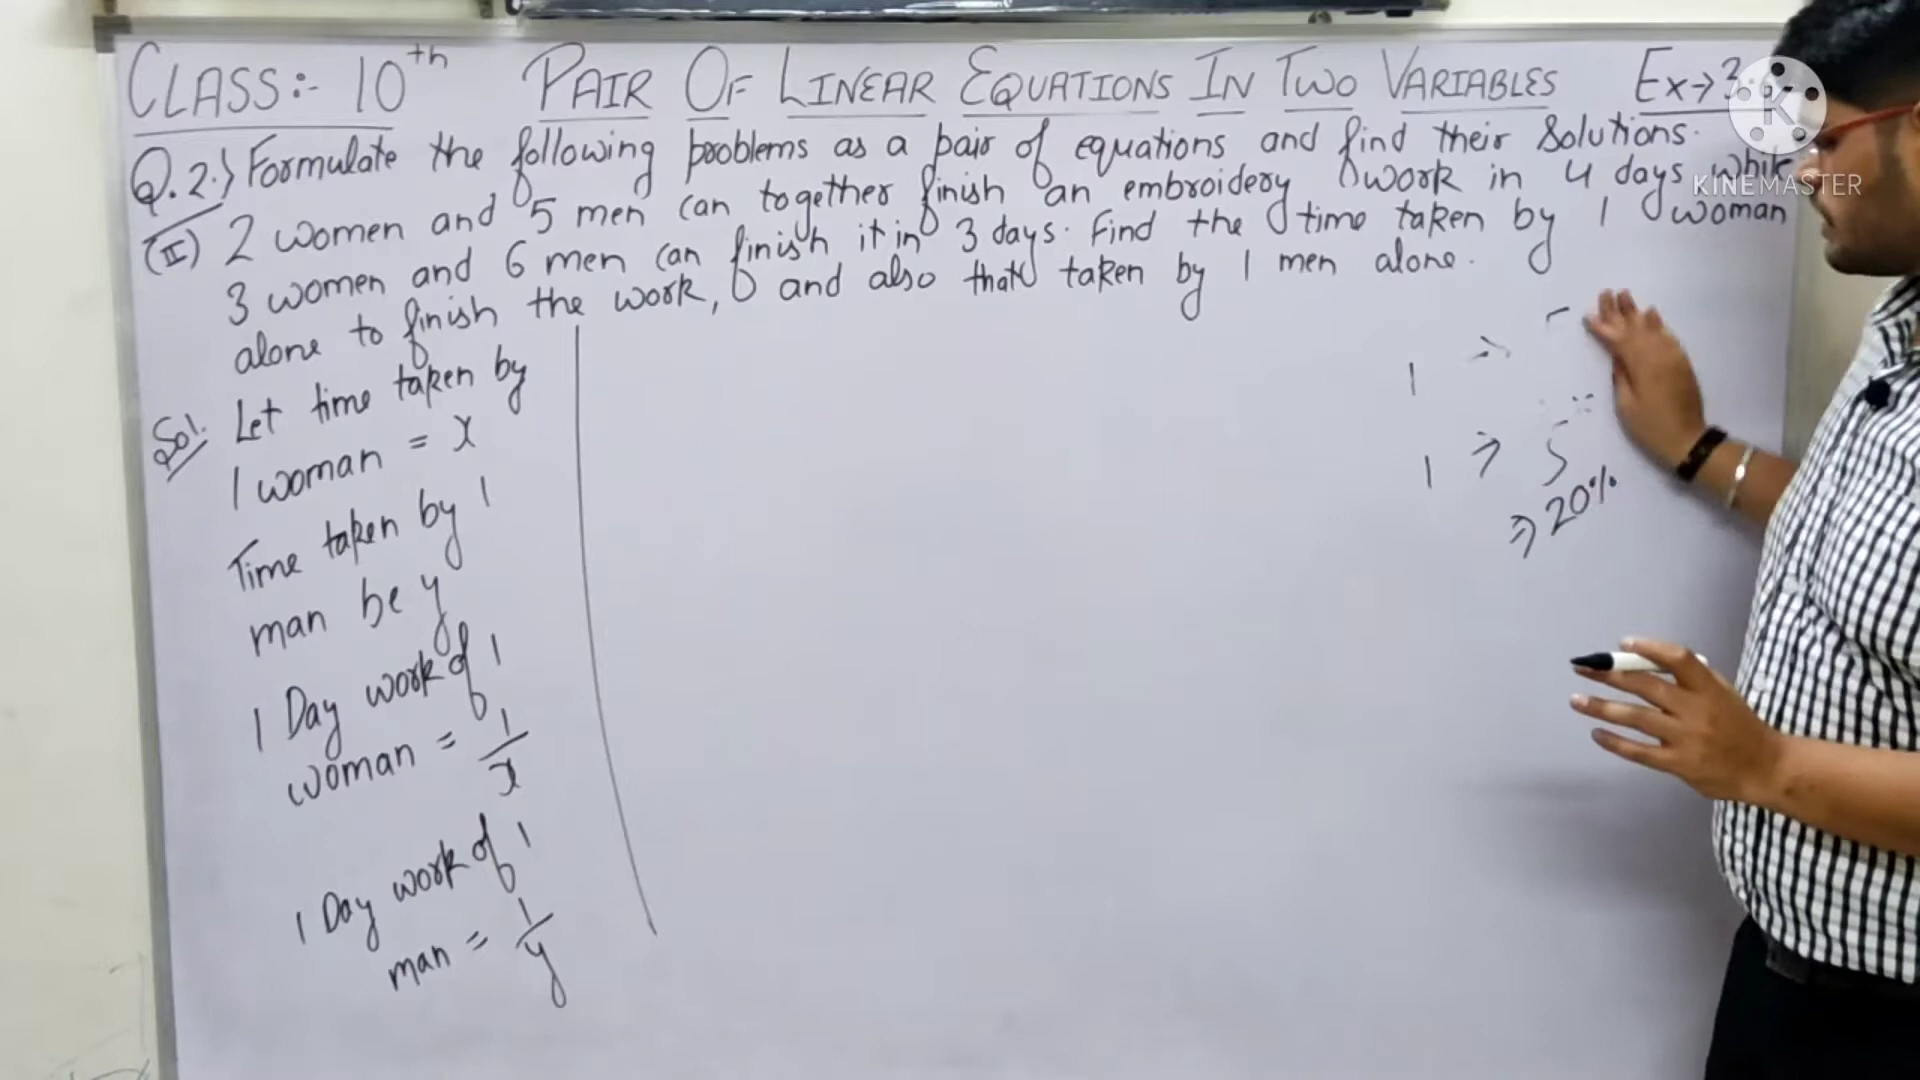 CLASS:- 10th PAIR OF LINEAR EQUATIONS IN TWO VARIABLES Ex→3.6
Q.2.) Formulate the following problems as a pair of equations and find their Solutions.
(II) 2 women and 5 men can together finish an embroidery work in 4 days while
3 women and 6 men can finish it in 3 days. Find the time taken by 1 woman
alone to finish the work, and also that taken by 1 men alone.
Sol. Let time taken by
1 woman = x
Time taken by 1
man be y
1 Day work of 1
woman = 1/x
1 Day work of 1
man = 1/y
1
1 → 5
⇒ 20%
K
KINEMASTER